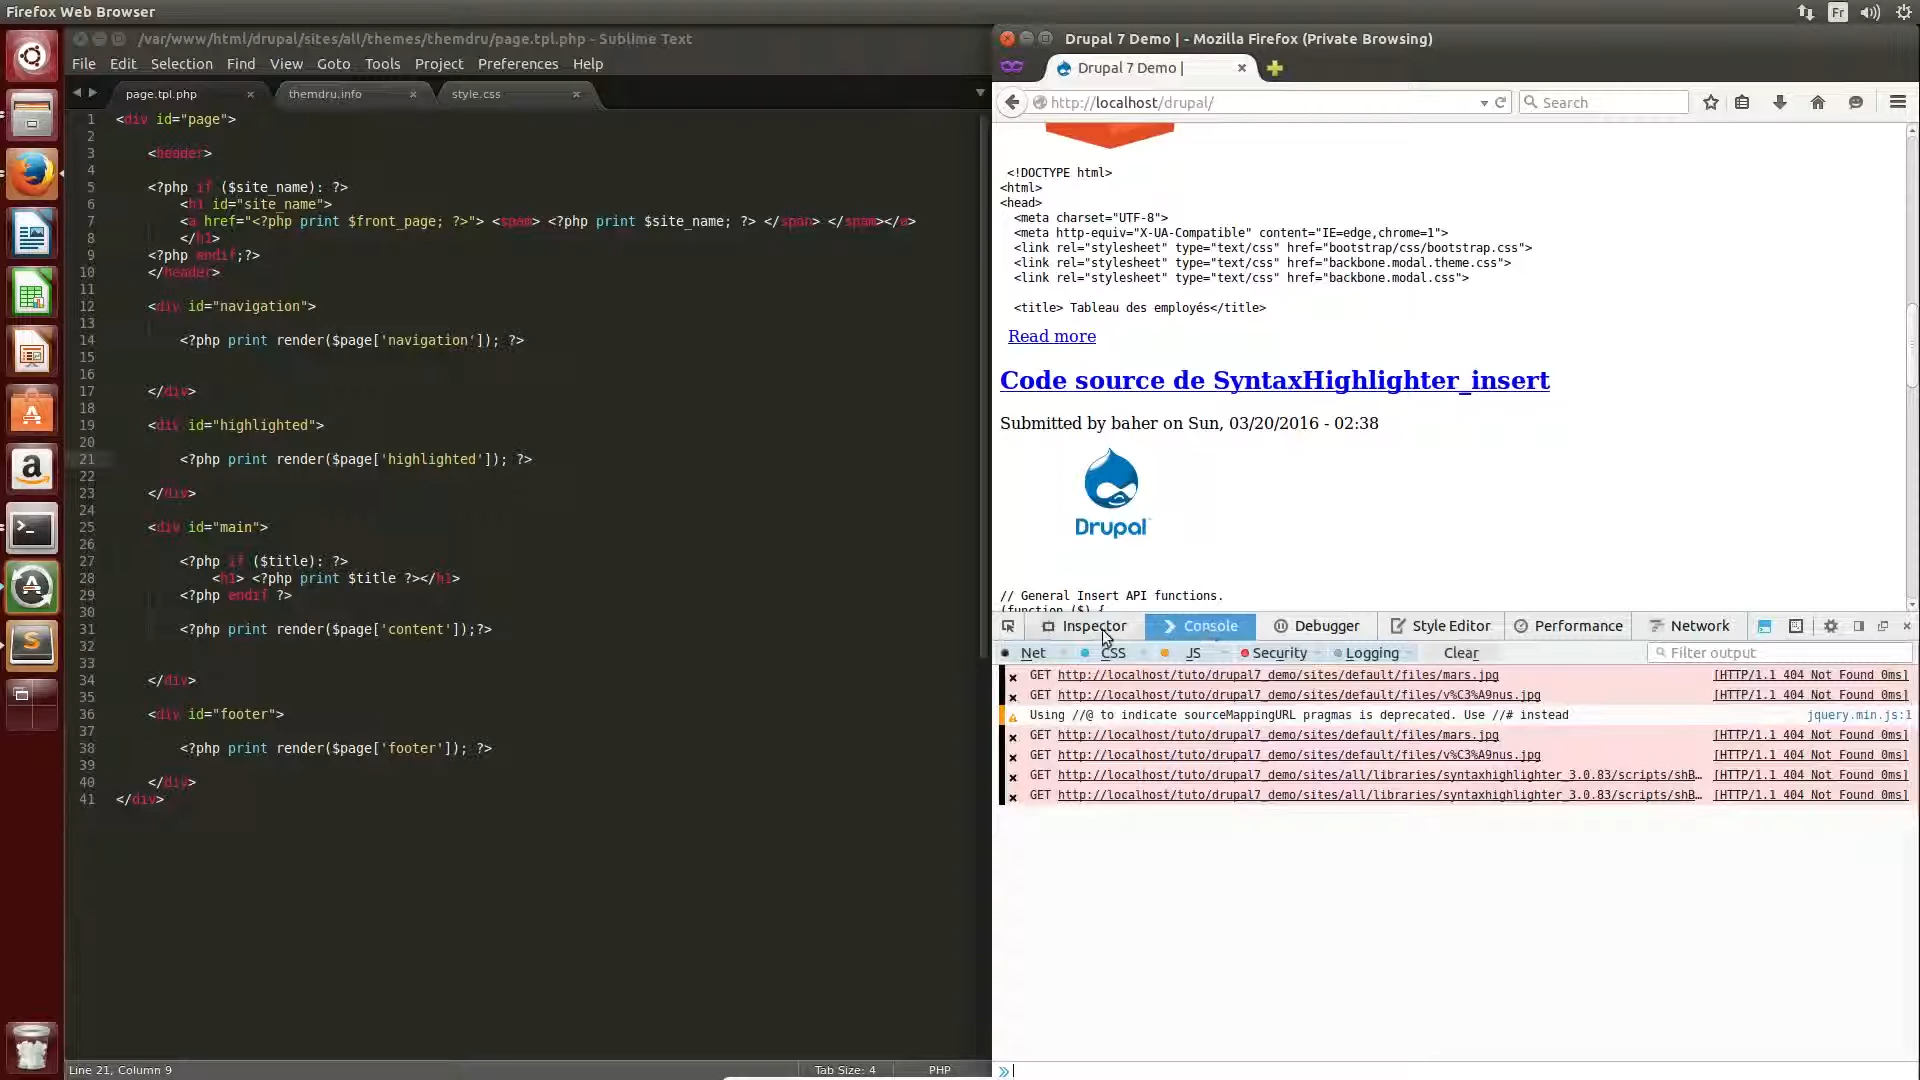 Firefox Web Browser
Fr
/var/www/html/drupal/sites/all/themes/themdru/page.tpl.php - Sublime Text
File Edit Selection Find View Goto Tools Project Preferences Help
page.tpl.php themdru.info style.css
1 <div id="page">
2
3 <header>
4
5 <?php if ($site_name): ?>
6 <h1 id="site_name">
7 <a href="<?php print $front_page; ?>"> <spam> <?php print $site_name; ?> </span> </spam></a>
8 </h1>
9 <?php endif;?>
10 </header>
11
12 <div id="navigation">
13
14 <?php print render($page['navigation']); ?>
15
16
17 </div>
18
19 <div id="highlighted">
20
21 <?php print render($page['highlighted']); ?>
22
23 </div>
24
25 <div id="main">
26
27 <?php if ($title): ?>
28 <h1> <?php print $title ?></h1>
29 <?php endif ?>
30
31 <?php print render($page['content']);?>
32
33
34 </div>
35
36 <div id="footer">
37
38 <?php print render($page['footer']); ?>
39
40 </div>
41 </div>
Line 21, Column 9 Tab Size: 4 PHP
Drupal 7 Demo | - Mozilla Firefox (Private Browsing)
Drupal 7 Demo |
http://localhost/drupal/ Search
<!DOCTYPE html>
<html>
<head>
<meta charset="UTF-8">
<meta http-equiv="X-UA-Compatible" content="IE=edge,chrome=1">
<link rel="stylesheet" type="text/css" href="bootstrap/css/bootstrap.css">
<link rel="stylesheet" type="text/css" href="backbone.modal.theme.css">
<link rel="stylesheet" type="text/css" href="backbone.modal.css">
<title> Tableau des employés</title>
Read more
Code source de SyntaxHighlighter_insert
Submitted by baher on Sun, 03/20/2016 - 02:38
Drupal
// General Insert API functions.
(function ($) {
Inspector Console Debugger Style Editor Performance Network
Net CSS JS Security Logging Clear Filter output
GET http://localhost/tuto/drupal7_demo/sites/default/files/mars.jpg [HTTP/1.1 404 Not Found 0ms]
GET http://localhost/tuto/drupal7_demo/sites/default/files/v%C3%A9nus.jpg [HTTP/1.1 404 Not Found 0ms]
Using //@ to indicate sourceMappingURL pragmas is deprecated. Use //# instead jquery.min.js:1
GET http://localhost/tuto/drupal7_demo/sites/default/files/mars.jpg [HTTP/1.1 404 Not Found 0ms]
GET http://localhost/tuto/drupal7_demo/sites/default/files/v%C3%A9nus.jpg [HTTP/1.1 404 Not Found 0ms]
GET http://localhost/tuto/drupal7_demo/sites/all/libraries/syntaxhighlighter_3.0.83/scripts/shB… [HTTP/1.1 404 Not Found 0ms]
GET http://localhost/tuto/drupal7_demo/sites/all/libraries/syntaxhighlighter_3.0.83/scripts/shB… [HTTP/1.1 404 Not Found 0ms]